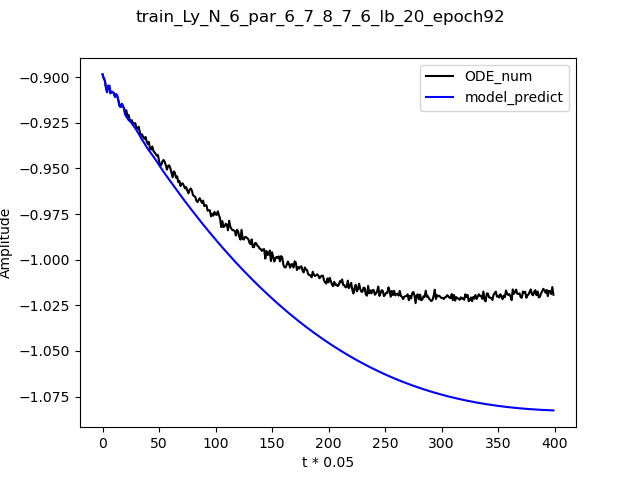 train_Ly_N_6_par_6_7_8_7_6_lb_20_epoch92
ODE_num
model_predict
Amplitude
−0.900
−0.925
−0.950
−0.975
−1.000
−1.025
−1.050
−1.075
0 50 100 150 200 250 300 350 400
t * 0.05